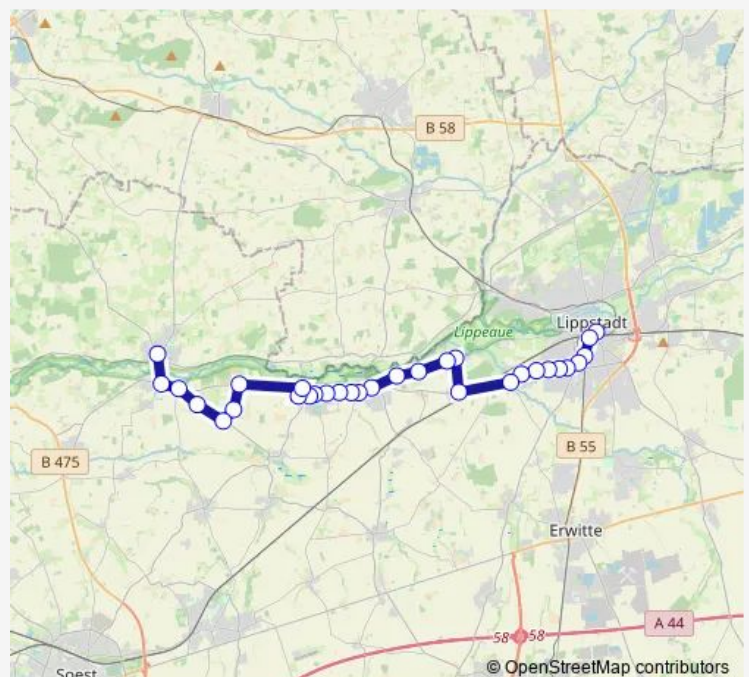 B 58
Lippstadt
Lippeaue
B 55
B 475
Erwitte
A 44
58
58
Soest
© OpenStreetMap contributors